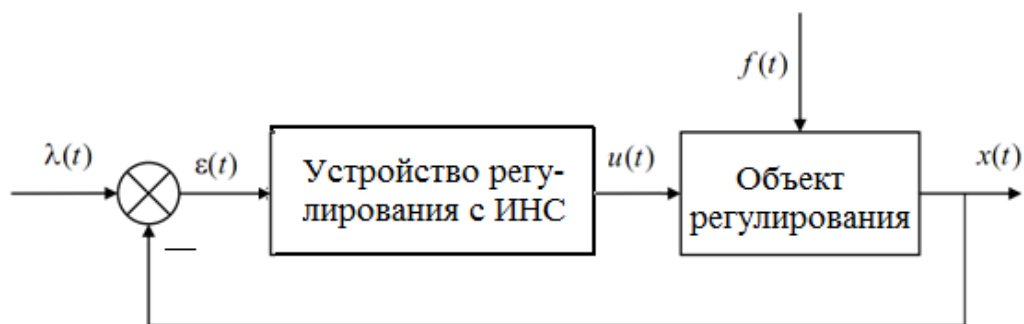 f(t)
λ(t)
ε(t)
Устройство регу-
лирования с ИНС
u(t)
Объект
регулирования
x(t)
—